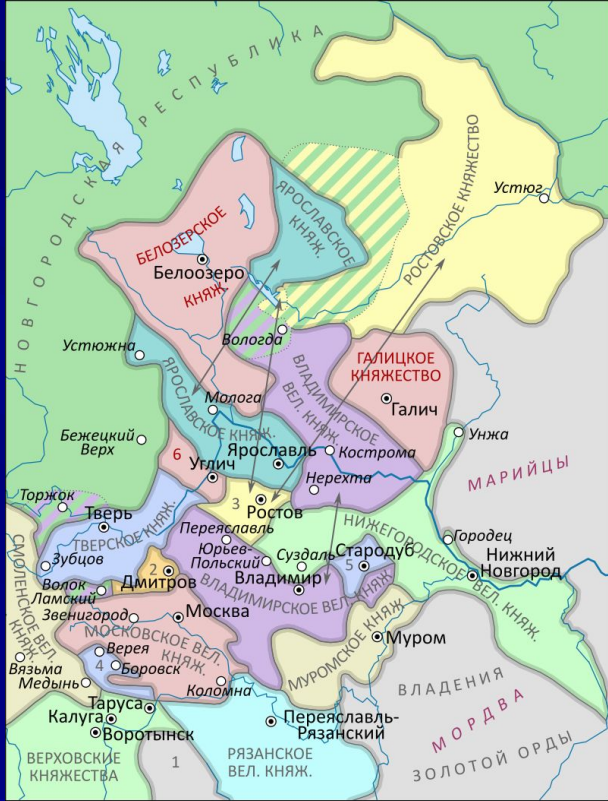 НОВГОРОДСКАЯ РЕСПУБЛИКА
РОСТОВСКОЕ КНЯЖЕСТВО
Устюг
ЯРОСЛАВСКОЕ
КНЯЖ.
БЕЛОЗЕРСКОЕ
Белоозеро
КНЯЖ.
Вологда
Устюжна
ГАЛИЦКОЕ
КНЯЖЕСТВО
Галич
ВЛАДИМИРСКОЕ
ВЕЛ. КНЯЖ.
ЯРОСЛАВСКОЕ КНЯЖ.
Молога
Бежецкий
Верх
6
Углич
Ярославль
Кострома
Унжа
МАРИЙЦЫ
Нерехта
Торжок
Тверь
ТВЕРСКОЕ КНЯЖ.
3
Ростов
Переяславль
НИЖЕГОРОДСКОЕ ВЕЛ. КНЯЖ.
Городец
Нижний
Новгород
Зубцов
2
Дмитров
Юрьев-
Польский
Суздаль
Стародуб
5
Владимир
ВЛАДИМИРСКОЕ ВЕЛ. КНЯЖ.
СМОЛЕНСКОЕ ВЕЛ.
КНЯЖ.
Волок
Ламский
Звенигород
Москва
МОСКОВСКОЕ ВЕЛ.
КНЯЖ.
Муром
МУРОМСКОЕ КНЯЖ.
Верея
4
Боровск
Вязьма
Медынь
Коломна
ВЛАДЕНИЯ
МОРДВА
ЗОЛОТОЙ ОРДЫ
Таруса
Калуга
Воротынск
Переяславль-
Рязанский
ВЕРХОВСКИЕ
КНЯЖЕСТВА
1
РЯЗАНСКОЕ
ВЕЛ. КНЯЖ.